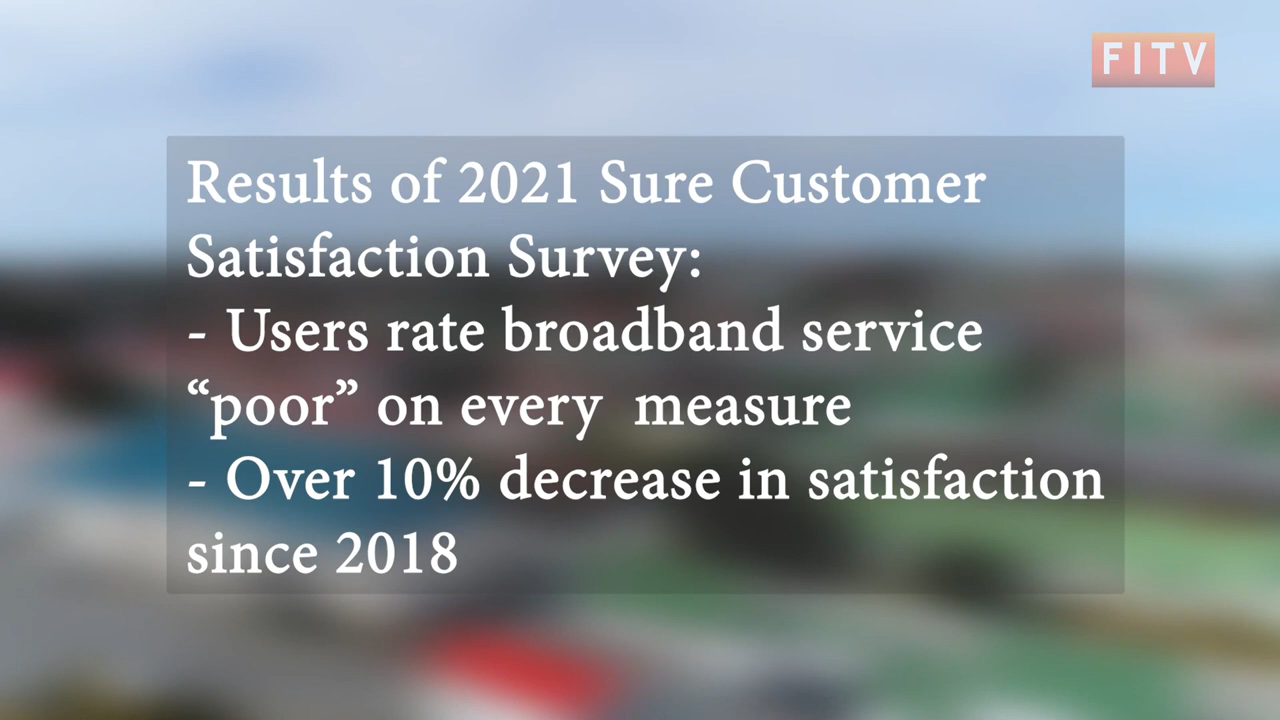 FITV
Results of 2021 Sure Customer
Satisfaction Survey:
- Users rate broadband service
“poor” on every  measure
- Over 10% decrease in satisfaction
since 2018